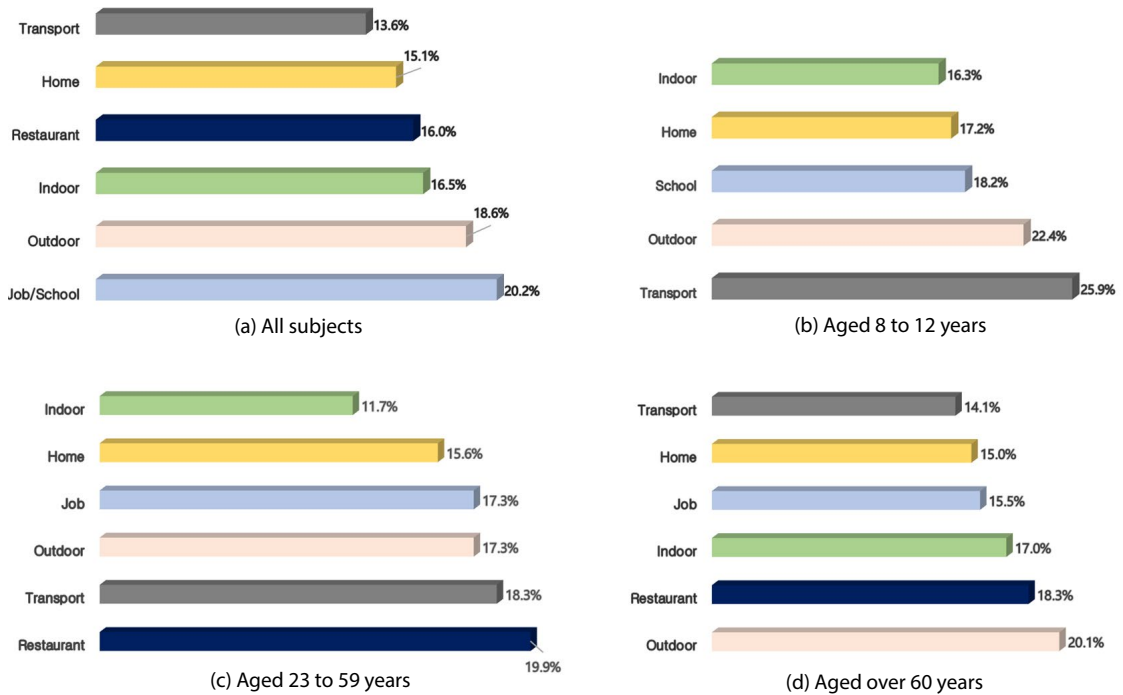 Transport 13.6%
Home 15.1%
Restaurant 16.0%
Indoor 16.5%
Outdoor 18.6%
Job/School 20.2%
(a) All subjects
Indoor 16.3%
Home 17.2%
School 18.2%
Outdoor 22.4%
Transport 25.9%
(b) Aged 8 to 12 years
Indoor 11.7%
Home 15.6%
Job 17.3%
Outdoor 17.3%
Transport 18.3%
Restaurant 19.9%
(c) Aged 23 to 59 years
Transport 14.1%
Home 15.0%
Job 15.5%
Indoor 17.0%
Restaurant 18.3%
Outdoor 20.1%
(d) Aged over 60 years